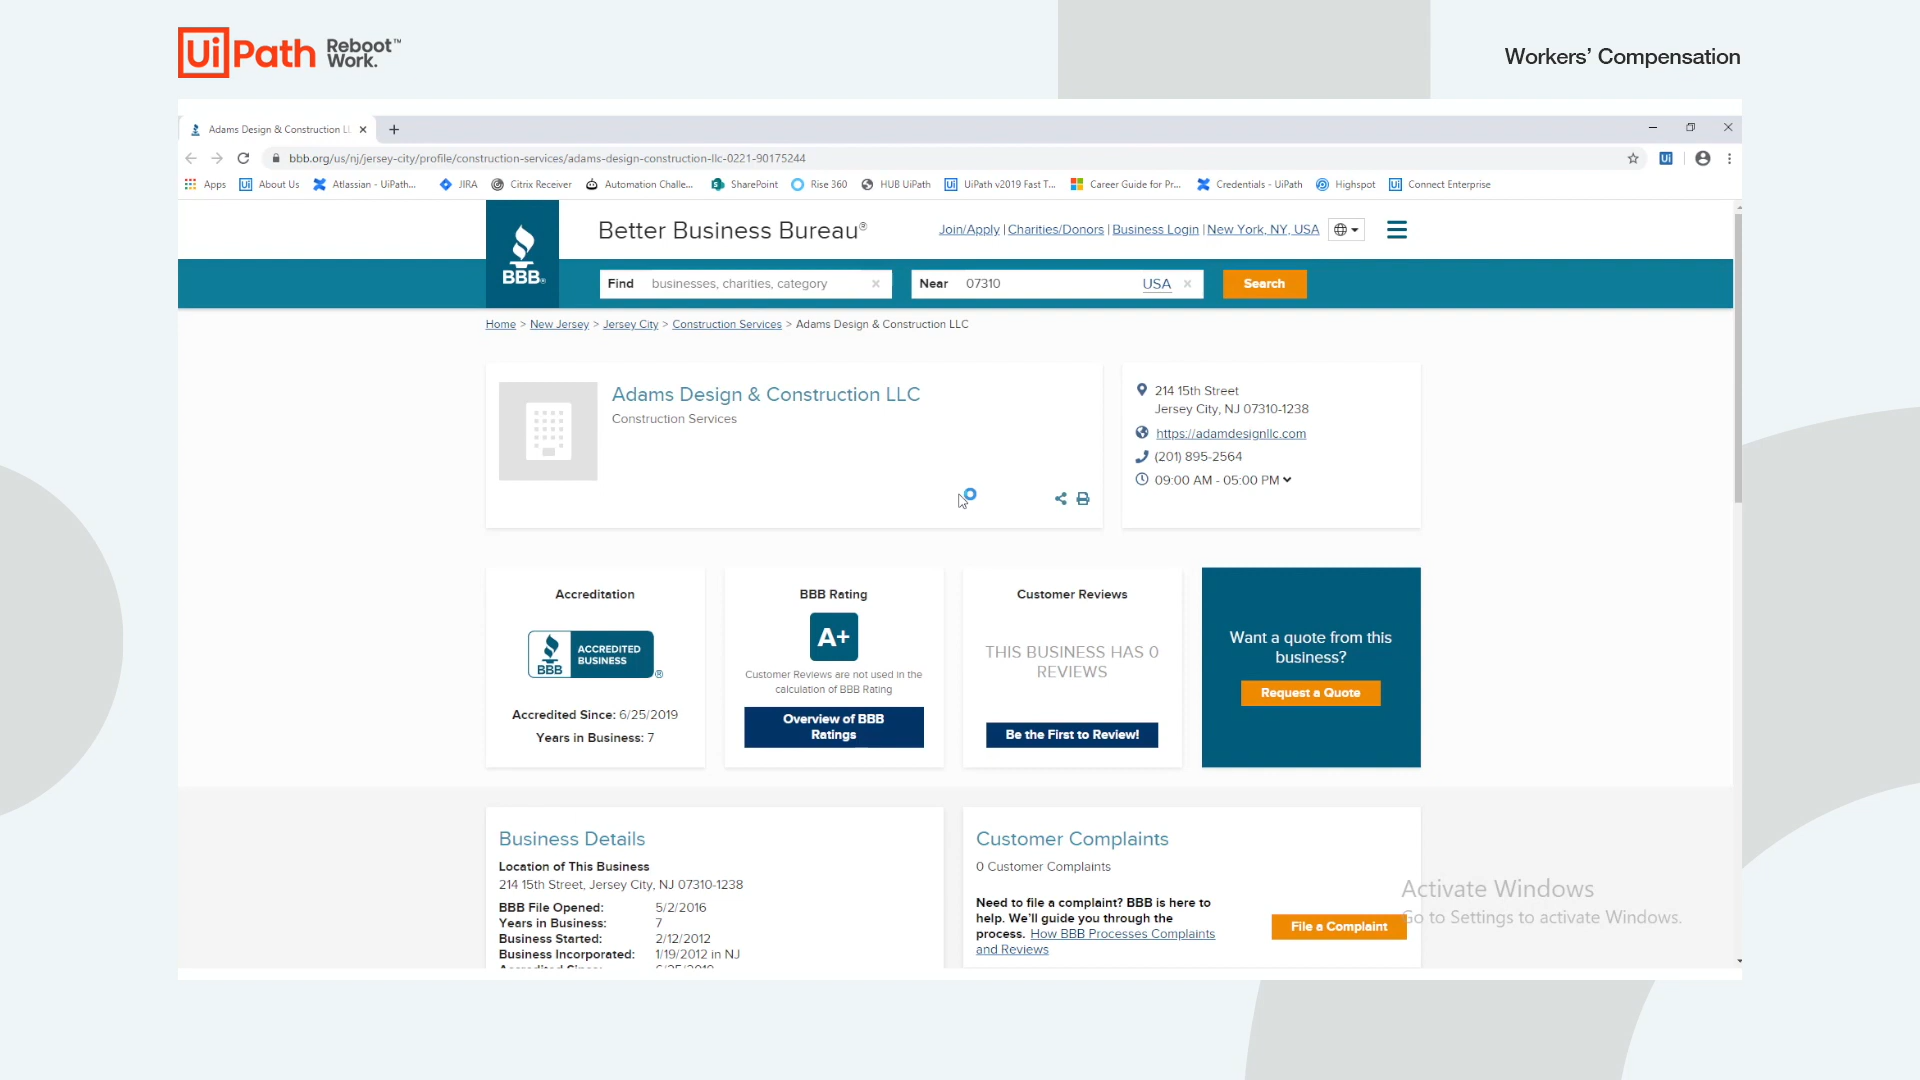 UiPath Reboot Work.™
Workers’ Compensation
Adams Design & Construction LL
bbb.org/us/nj/jersey-city/profile/construction-services/adams-design-construction-llc-0221-90175244
Apps About Us Atlassian - UiPath... JIRA Citrix Receiver Automation Challe... SharePoint Rise 360 HUB UiPath UiPath v2019 Fast T... Career Guide for Pr... Credentials - UiPath Highspot Connect Enterprise
Better Business Bureau®
Join/Apply | Charities/Donors | Business Login | New York, NY, USA
BBB®
Find businesses, charities, category ×
Near 07310 USA ×
Search
Home > New Jersey > Jersey City > Construction Services > Adams Design & Construction LLC
Adams Design & Construction LLC
Construction Services
214 15th Street
Jersey City, NJ 07310-1238
https://adamdesignllc.com
(201) 895-2564
09:00 AM - 05:00 PM
Accreditation
BBB ACCREDITED
BUSINESS ®
Accredited Since: 6/25/2019
Years in Business: 7
BBB Rating
A+
Customer Reviews are not used in the
calculation of BBB Rating
Overview of BBB
Ratings
Customer Reviews
THIS BUSINESS HAS 0
REVIEWS
Be the First to Review!
Want a quote from this
business?
Request a Quote
Business Details
Location of This Business
214 15th Street, Jersey City, NJ 07310-1238
BBB File Opened: 5/2/2016
Years in Business: 7
Business Started: 2/12/2012
Business Incorporated: 1/19/2012 in NJ
Accredited Since: 6/25/2019
Customer Complaints
0 Customer Complaints
Need to file a complaint? BBB is here to
help. We'll guide you through the
process. How BBB Processes Complaints
and Reviews
File a Complaint
Activate Windows
Go to Settings to activate Windows.